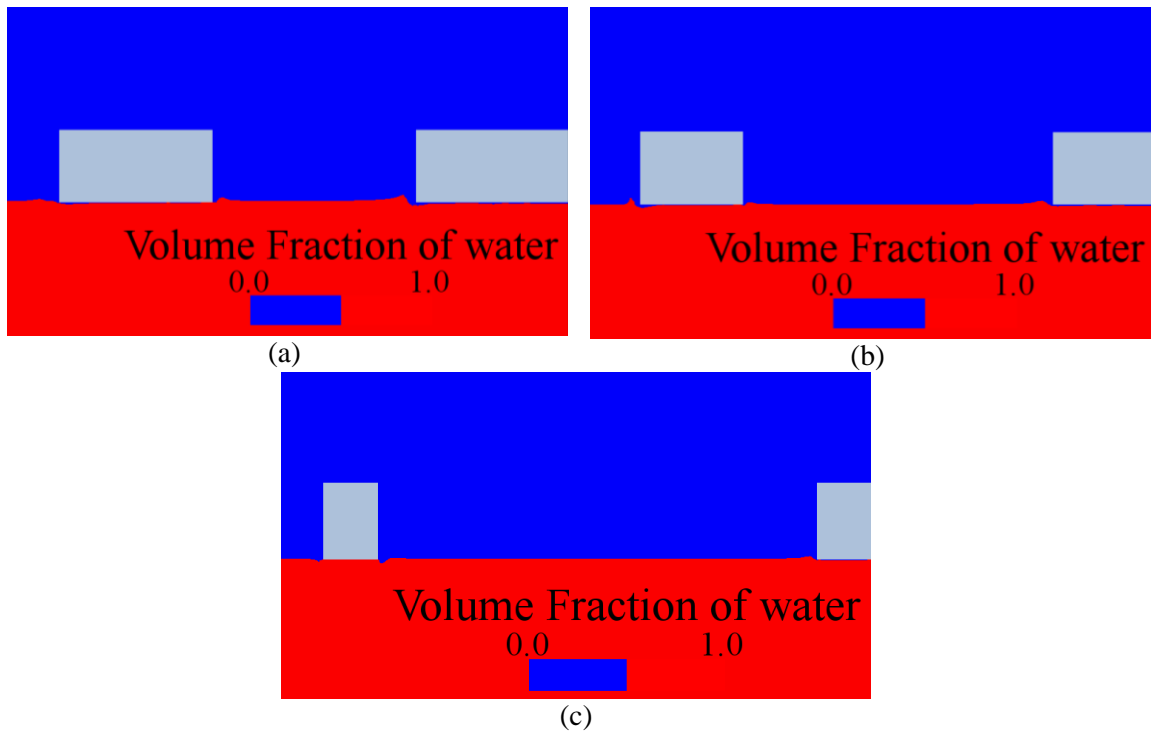 Volume Fraction of water
0.0 1.0
(a)
Volume Fraction of water
0.0 1.0
(b)
Volume Fraction of water
0.0 1.0
(c)